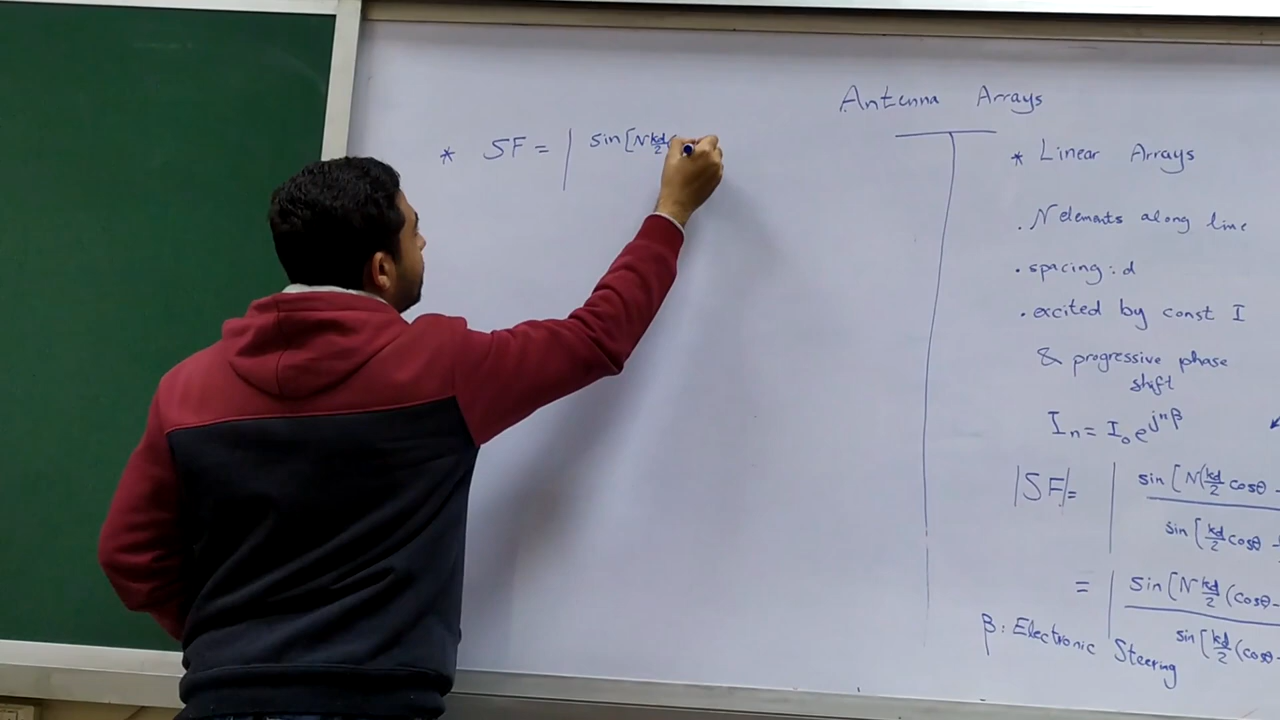 Antenna Arrays
* SF = | sin[N kd/2 (
* Linear Arrays
. N elements along line
. spacing : d
. excited by const I
& progressive phase
shift
I_n = I_o e^{jnβ}
|SF| = | sin[N(kd/2 cosθ -
sin[kd/2 cosθ
= | sin[N kd/2 (cosθ -
sin[kd/2 (cosθ -
β : Electronic Steering